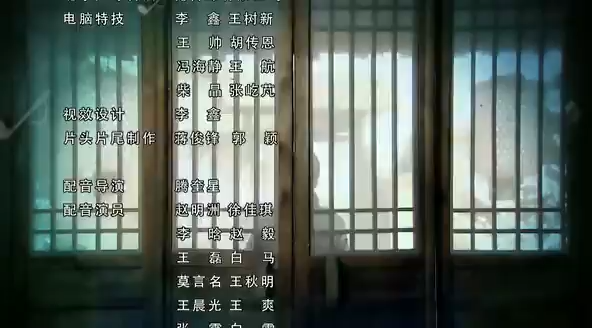 电脑特技 李 鑫 王树新
王 帅 胡传恩
冯海静 王 航
柴 晶 张屹芃
视效设计 李 鑫
片头片尾制作 蒋俊锋 郭 颖
配音导演 腾奎星
配音演员 赵明洲 徐佳琪
李 晗 赵 毅
王 磊 白 马
莫言名 王秋明
王晨光 王 爽